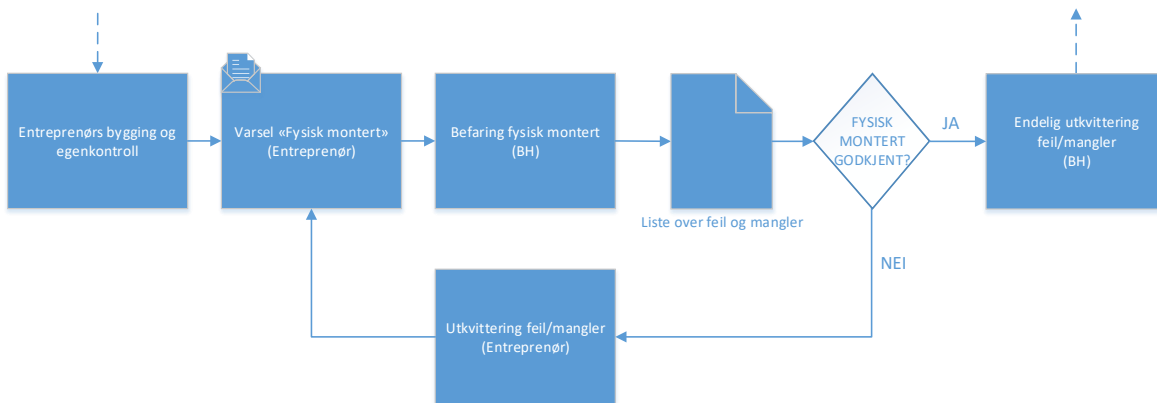 Entreprenørs bygging og
egenkontroll
Varsel «Fysisk montert»
(Entreprenør)
Befaring fysisk montert
(BH)
Liste over feil og mangler
FYSISK
MONTERT
GODKJENT?
JA
Endelig utkvittering
feil/mangler
(BH)
NEI
Utkvittering feil/mangler
(Entreprenør)